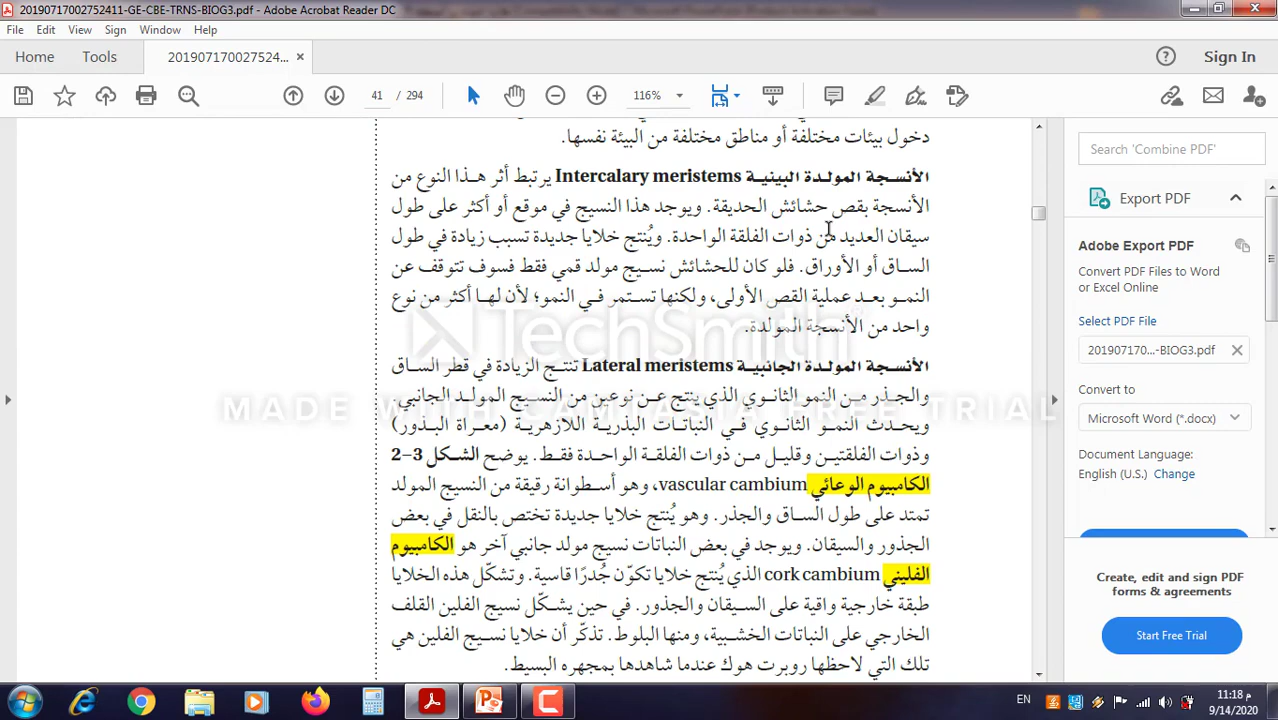 201907170027752411-GE-CBE-TRNS-BIOG3.pdf - Adobe Acrobat Reader DC
File Edit View Sign Window Help
Home Tools 201907170027524... × Sign In
41 / 294 116%
دخول بيئات مختلفة أو مناطق مختلفة من البيئة نفسها.
الأنسجة المولدة البينية Intercalary meristems يرتبط أثر هذا النوع من
الأنسجة بقص حشائش الحديقة. ويوجد هذا النسيج في موقع أو أكثر على طول
سيقان العديد من ذوات الفلقة الواحدة. ويُنتج خلايا جديدة تسبب زيادة في طول
الساق أو الأوراق. فلو كان للحشائش نسيج مولد قمي فقط فسوف تتوقف عن
النمو بعد عملية القص الأولى، ولكنها تستمر في النمو؛ لأن لها أكثر من نوع
واحد من الأنسجة المولدة.
الأنسجة المولدة الجانبية Lateral meristems تنتج الزيادة في قطر الساق
والجذر من النمو الثانوي الذي ينتج عن نوعين من النسيج المولد الجانبي.
ويحدث النمو الثانوي في النباتات البذرية اللازهرية (معراة البذور)
وذوات الفلقتين وقليل من ذوات الفلقة الواحدة فقط. يوضح الشكل 3-2
الكامبيوم الوعائي vascular cambium، وهو أسطوانة رقيقة من النسيج المولد
تمتد على طول الساق والجذر. وهو يُنتج خلايا جديدة تختص بالنقل في بعض
الجذور والسيقان. ويوجد في بعض النباتات نسيج مولد جانبي آخر هو الكامبيوم
الفليني cork cambium الذي يُنتج خلايا تكوّن جُدرًا قاسية. وتشكّل هذه الخلايا
طبقة خارجية واقية على السيقان والجذور. في حين يشكّل نسيج الفلين القلف
الخارجي على النباتات الخشبية، ومنها البلوط. تذكّر أن خلايا نسيج الفلين هي
تلك التي لاحظها روبرت هوك عندما شاهدها بمجهره البسيط.
TechSmith
MADE WITH CAMTASIA FREE TRIAL
Search 'Combine PDF'
Export PDF
Adobe Export PDF
Convert PDF Files to Word
or Excel Online
Select PDF File
201907170...-BIOG3.pdf
Convert to
Microsoft Word (*.docx)
Document Language:
English (U.S.) Change
Create, edit and sign PDF
forms & agreements
Start Free Trial
EN
11:18 م
9/14/2020